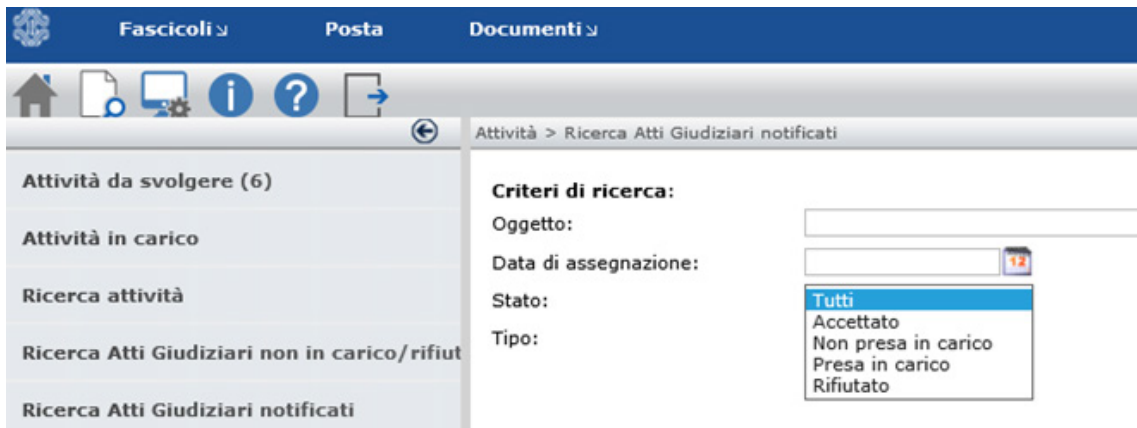 Fascicoli Posta Documenti
Attività > Ricerca Atti Giudiziari notificati
Attività da svolgere (6)
Attività in carico
Ricerca attività
Ricerca Atti Giudiziari non in carico/rifiut
Ricerca Atti Giudiziari notificati
Criteri di ricerca:
Oggetto:
Data di assegnazione:
12
Stato:
Tutti
Accettato
Non presa in carico
Presa in carico
Rifiutato
Tipo: